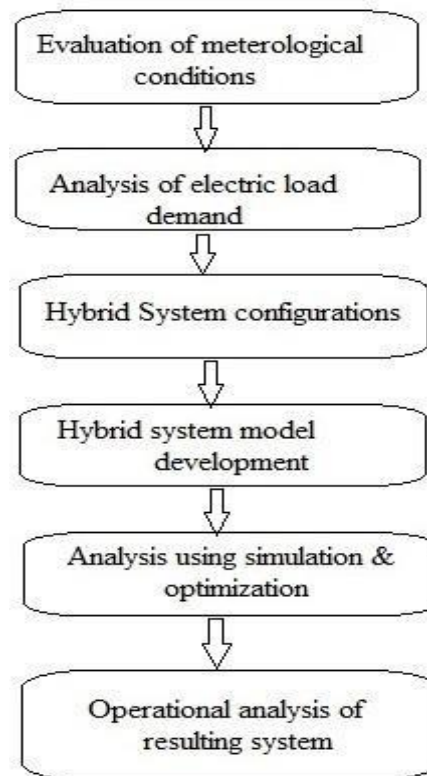 Evaluation of meterological
conditions
Analysis of electric load
demand
Hybrid System configurations
Hybrid system model
development
Analysis using simulation &
optimization
Operational analysis of
resulting system